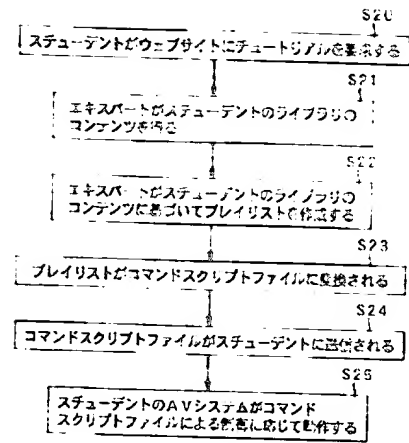 S20
ステューデントがウェブサイトにチュートリアルを要求する
S21
エキスパートがステューデントのライブラリの
コンテンツを得る
S22
エキスパートがステューデントのライブラリの
コンテンツに基づいてプレイリストを作成する
S23
プレイリストがコマンドスクリプトファイルに変換される
S24
コマンドスクリプトファイルがスチューデントに送信される
S25
スチューデントのAVシステムがコマンド
スクリプトファイルによる制御に応じて動作する